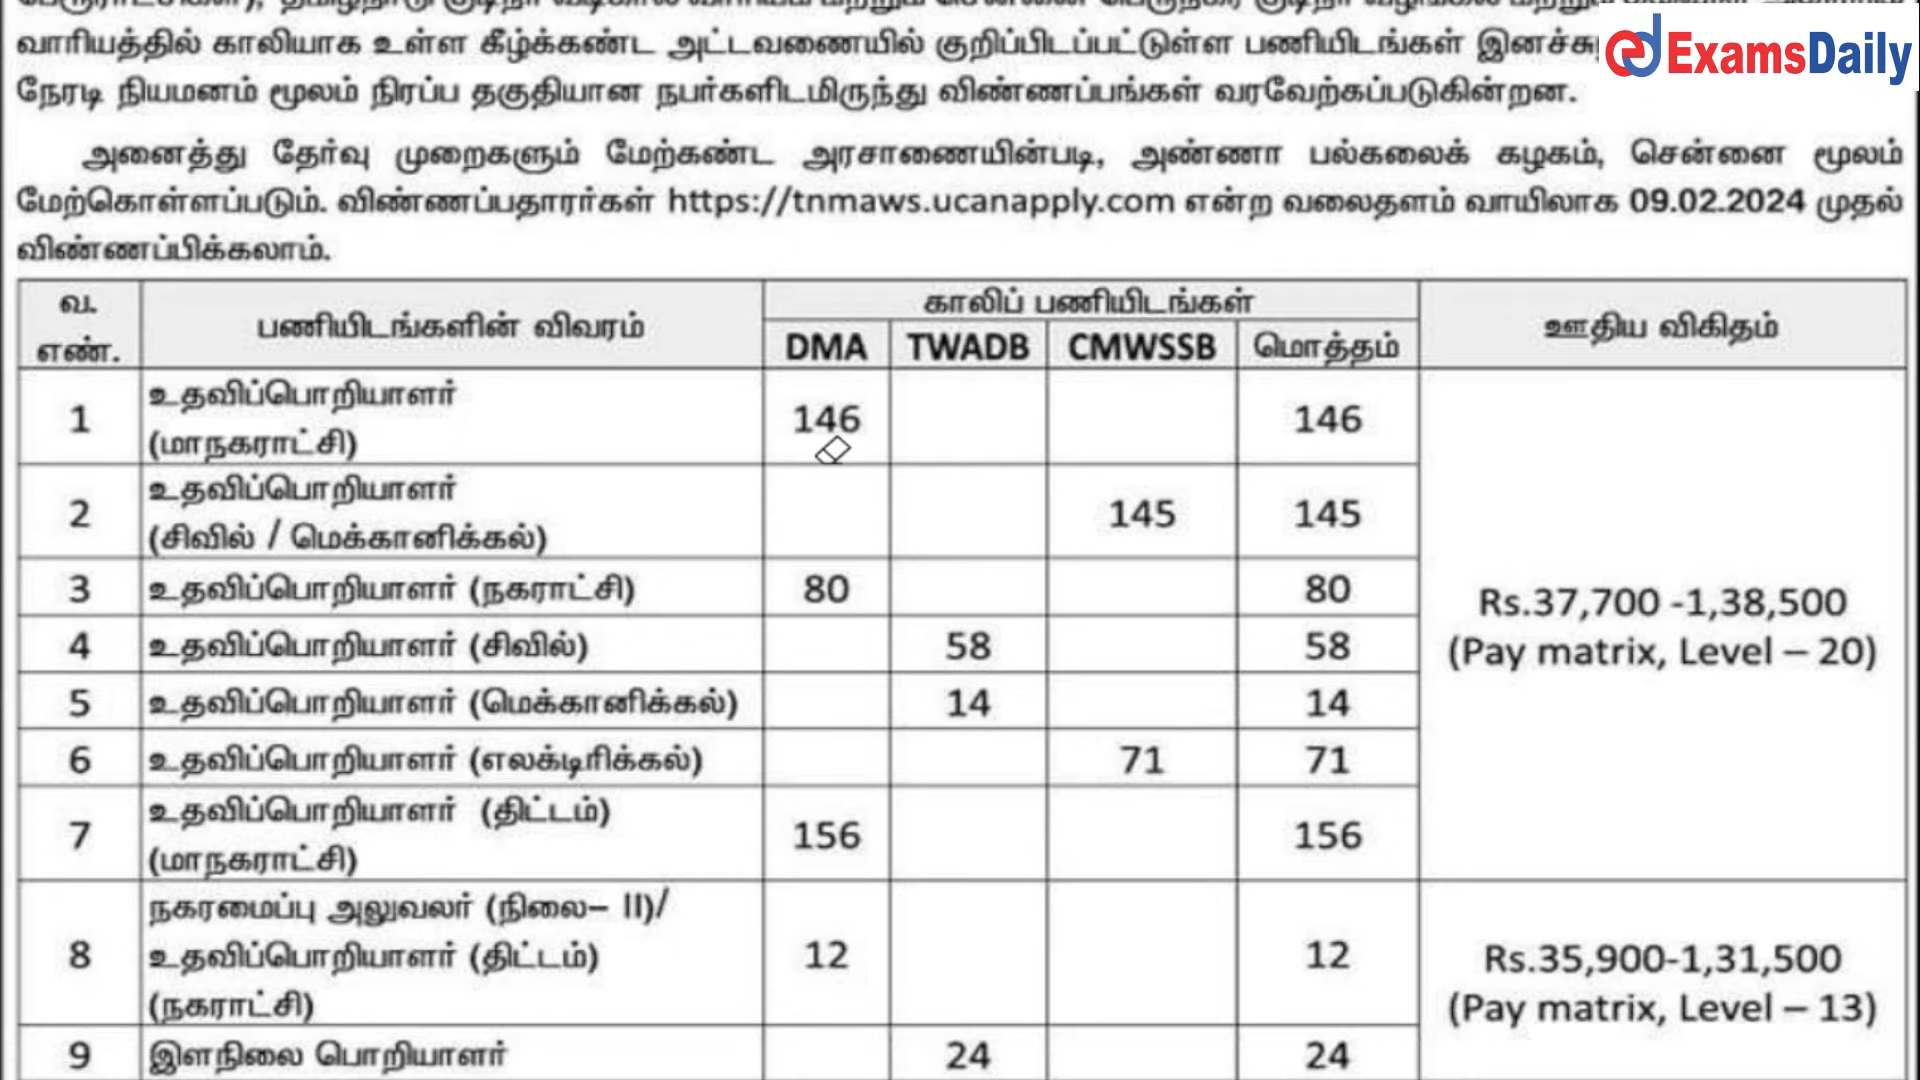 ExamsDaily
வாரியத்தில் காலியாக உள்ள கீழ்க்கண்ட அட்டவணையில் குறிப்பிடப்பட்டுள்ள பணியிடங்கள்
நேரடி நியமனம் மூலம் நிரப்ப தகுதியான நபர்களிடமிருந்து விண்ணப்பங்கள் வரவேற்கப்படுகின்றன.
அனைத்து தேர்வு முறைகளும் மேற்கண்ட அரசாணையின்படி, அண்ணா பல்கலைக் கழகம், சென்னை மூலம்
மேற்கொள்ளப்படும். விண்ணப்பதாரர்கள் https://tnmaws.ucanapply.com என்ற வலைதளம் வாயிலாக 09.02.2024 முதல்
விண்ணப்பிக்கலாம்.
வ. எண். பணியிடங்களின் விவரம் காலிப் பணியிடங்கள் ஊதிய விகிதம்
DMA TWADB CMWSSB மொத்தம்
1 உதவிப்பொறியாளர் (மாநகராட்சி) 146 146
2 உதவிப்பொறியாளர் (சிவில் / மெக்கானிக்கல்) 145 145
3 உதவிப்பொறியாளர் (நகராட்சி) 80 80
Rs.37,700 -1,38,500
(Pay matrix, Level – 20)
4 உதவிப்பொறியாளர் (சிவில்) 58 58
5 உதவிப்பொறியாளர் (மெக்கானிக்கல்) 14 14
6 உதவிப்பொறியாளர் (எலக்டிரிக்கல்) 71 71
7 உதவிப்பொறியாளர் (திட்டம்) (மாநகராட்சி) 156 156
8 நகரமைப்பு அலுவலர் (நிலை– II)/ உதவிப்பொறியாளர் (திட்டம்) (நகராட்சி) 12 12
Rs.35,900-1,31,500
(Pay matrix, Level – 13)
9 இளநிலை பொறியாளர் 24 24